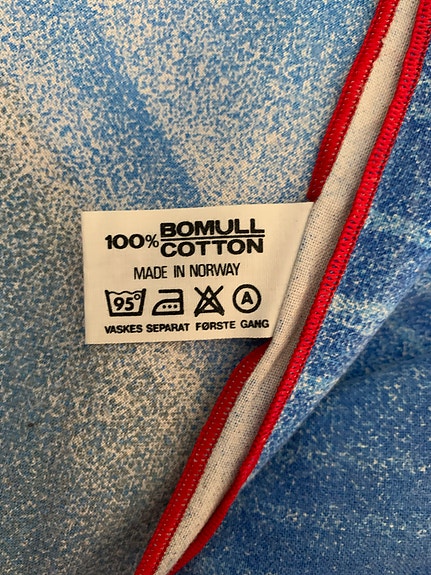 100% BOMULL
COTTON
MADE IN NORWAY
95° A
VASKES SEPARAT FØRSTE GANG